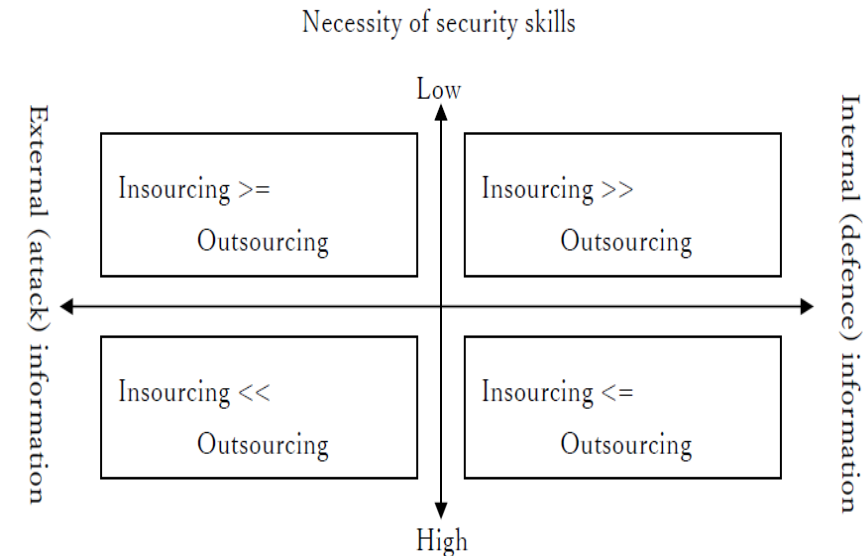 Necessity of security skills
Low
External (attack) information
Internal (defence) information
Insourcing >=
Outsourcing
Insourcing >>
Outsourcing
Insourcing <<
Outsourcing
Insourcing <=
Outsourcing
High